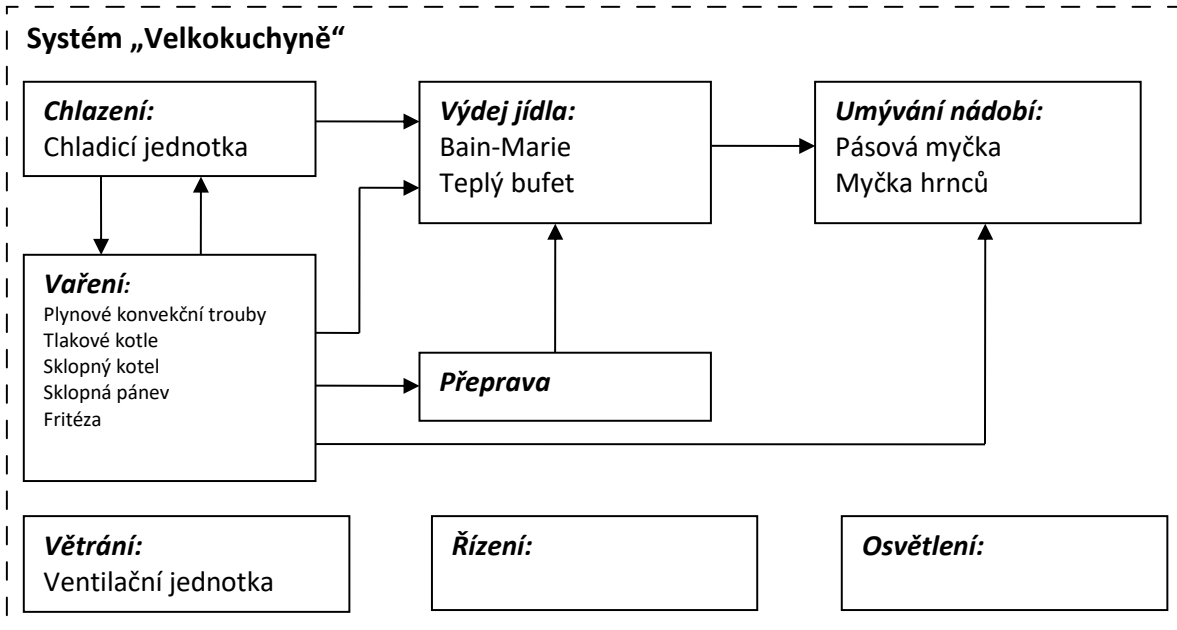 Systém „Velkokuchyně“
Chlazení:
Chladicí jednotka
Výdej jídla:
Bain-Marie
Teplý bufet
Umývání nádobí:
Pásová myčka
Myčka hrnců
Vaření:
Plynové konvekční trouby
Tlakové kotle
Sklopný kotel
Sklopná pánev
Fritéza
Přeprava
Větrání:
Ventilační jednotka
Řízení:
Osvětlení: